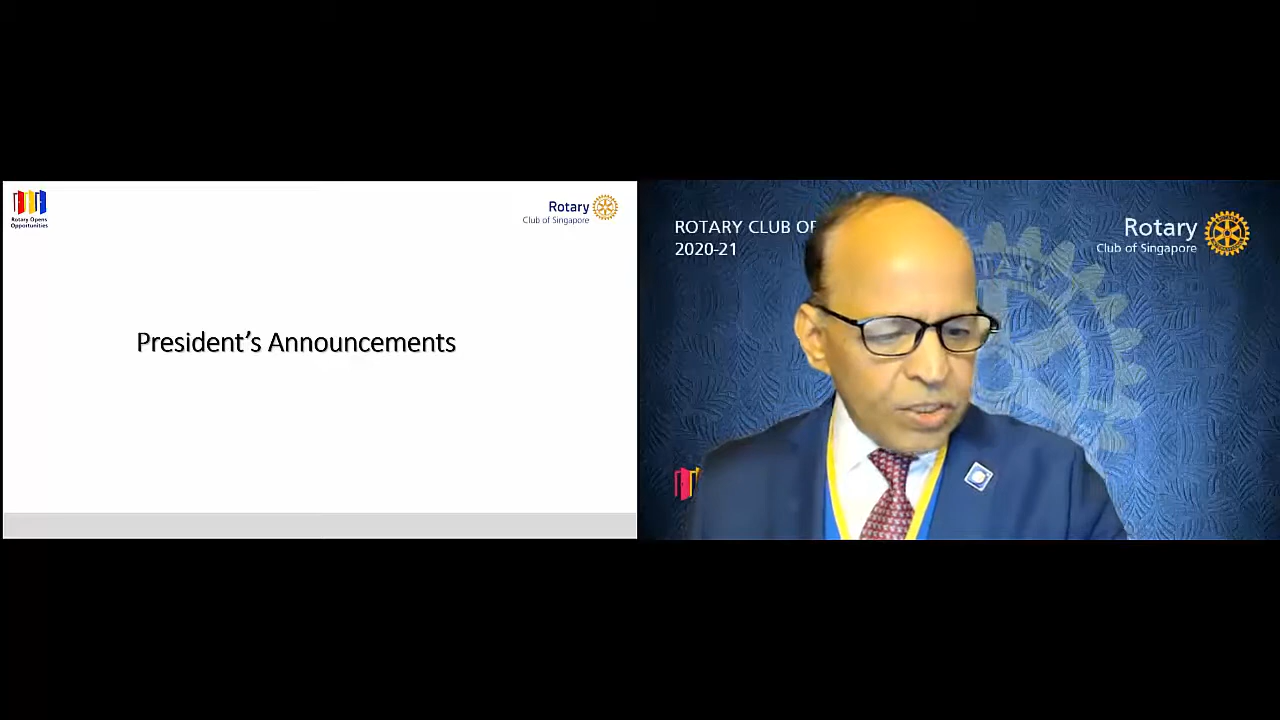 Rotary Opens
Opportunities
Rotary
Club of Singapore
President's Announcements
ROTARY CLUB OF
2020-21
Rotary
Club of Singapore